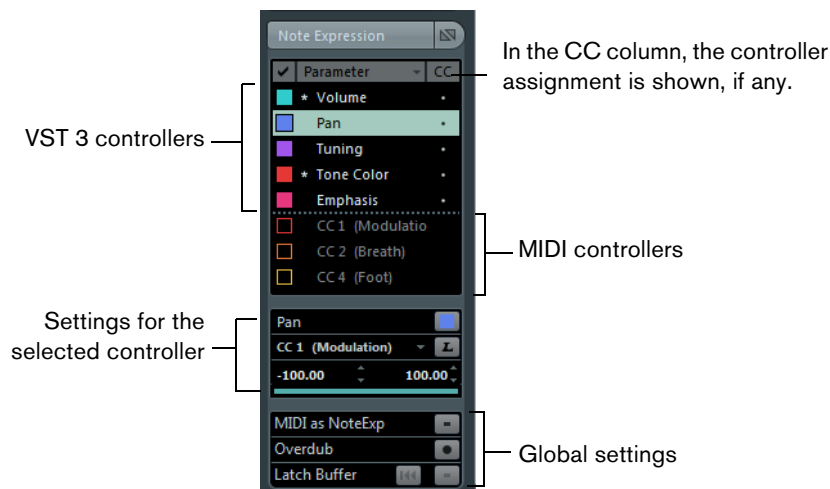 Note Expression
Parameter CC
* Volume
Pan
Tuning
* Tone Color
Emphasis
CC 1 (Modulatio
CC 2 (Breath)
CC 4 (Foot)
Pan
CC 1 (Modulation) L
-100.00 100.00
MIDI as NoteExp
Overdub
Latch Buffer
In the CC column, the controller
assignment is shown, if any.
VST 3 controllers
MIDI controllers
Settings for the
selected controller
Global settings